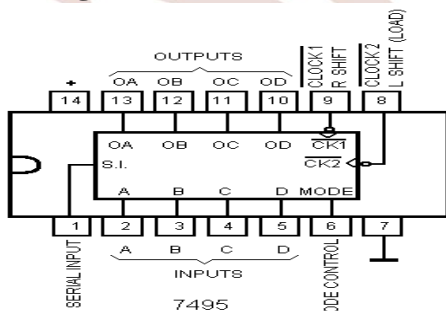 OUTPUTS
OA OB OC OD
CLOCK1
R SHIFT
CLOCK2
L SHIFT (LOAD)
+
14 13 12 11 10 9 8
OA OB OC OD CK1
S.I. CK2
A B C D MODE
1 2 3 4 5 6 7
SERIAL INPUT
A B C D
INPUTS
ODE CONTROL
7495